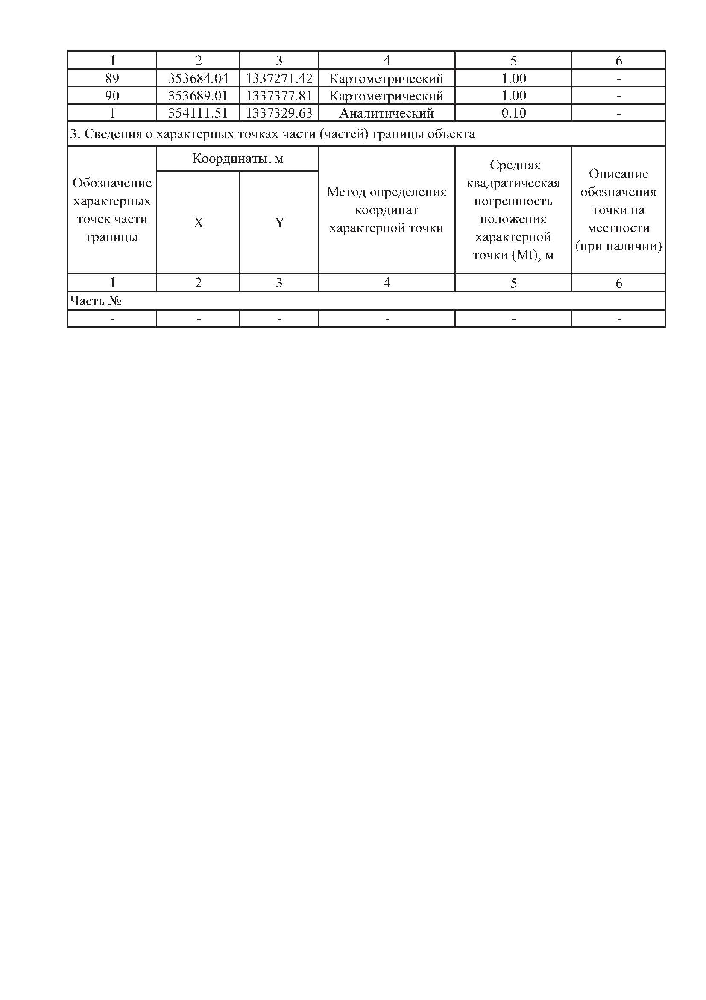 1 2 3 4 5 6
89 353684.04 1337271.42 Картометрический 1.00 -
90 353689.01 1337377.81 Картометрический 1.00 -
1 354111.51 1337329.63 Аналитический 0.10 -
3. Сведения о характерных точках части (частей) границы объекта
Обозначение
характерных
точек части
границы
Координаты, м
X
Y
Метод определения
координат
характерной точки
Средняя
квадратическая
погрешность
положения
характерной
точки (Mt), м
Описание
обозначения
точки на
местности
(при наличии)
1 2 3 4 5 6
Часть №
- - - - - -